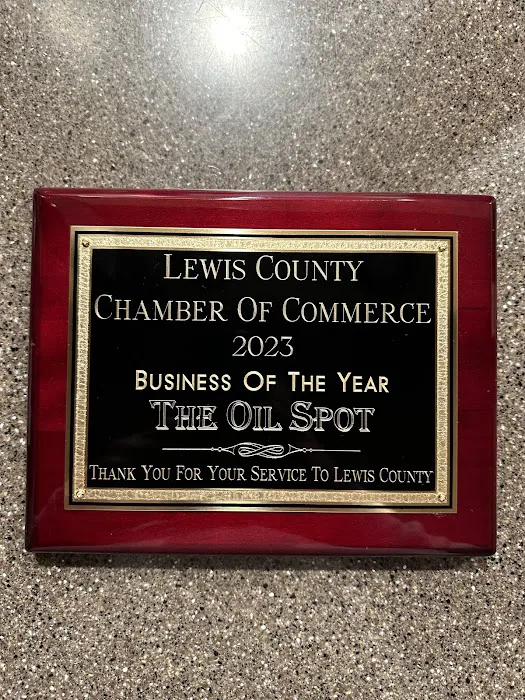 Lewis County
Chamber Of Commerce
2023
Business Of The Year
The Oil Spot
Thank You For Your Service To Lewis County